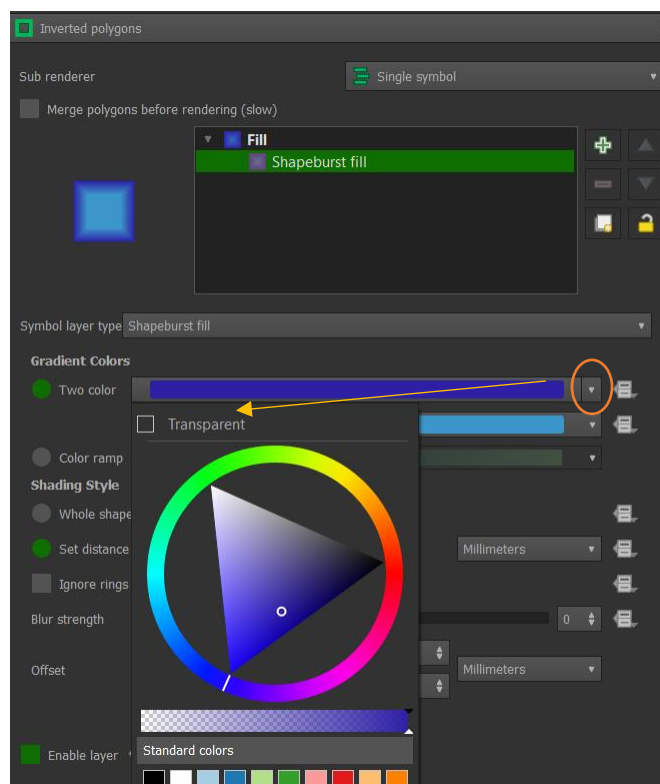 Inverted polygons
Sub renderer Single symbol
Merge polygons before rendering (slow)
Fill
Shapeburst fill
Symbol layer type Shapeburst fill
Gradient Colors
Two color
Transparent
Color ramp
Shading Style
Whole shape
Set distance Millimeters
Ignore rings
Blur strength 0
Offset Millimeters
Standard colors
Enable layer